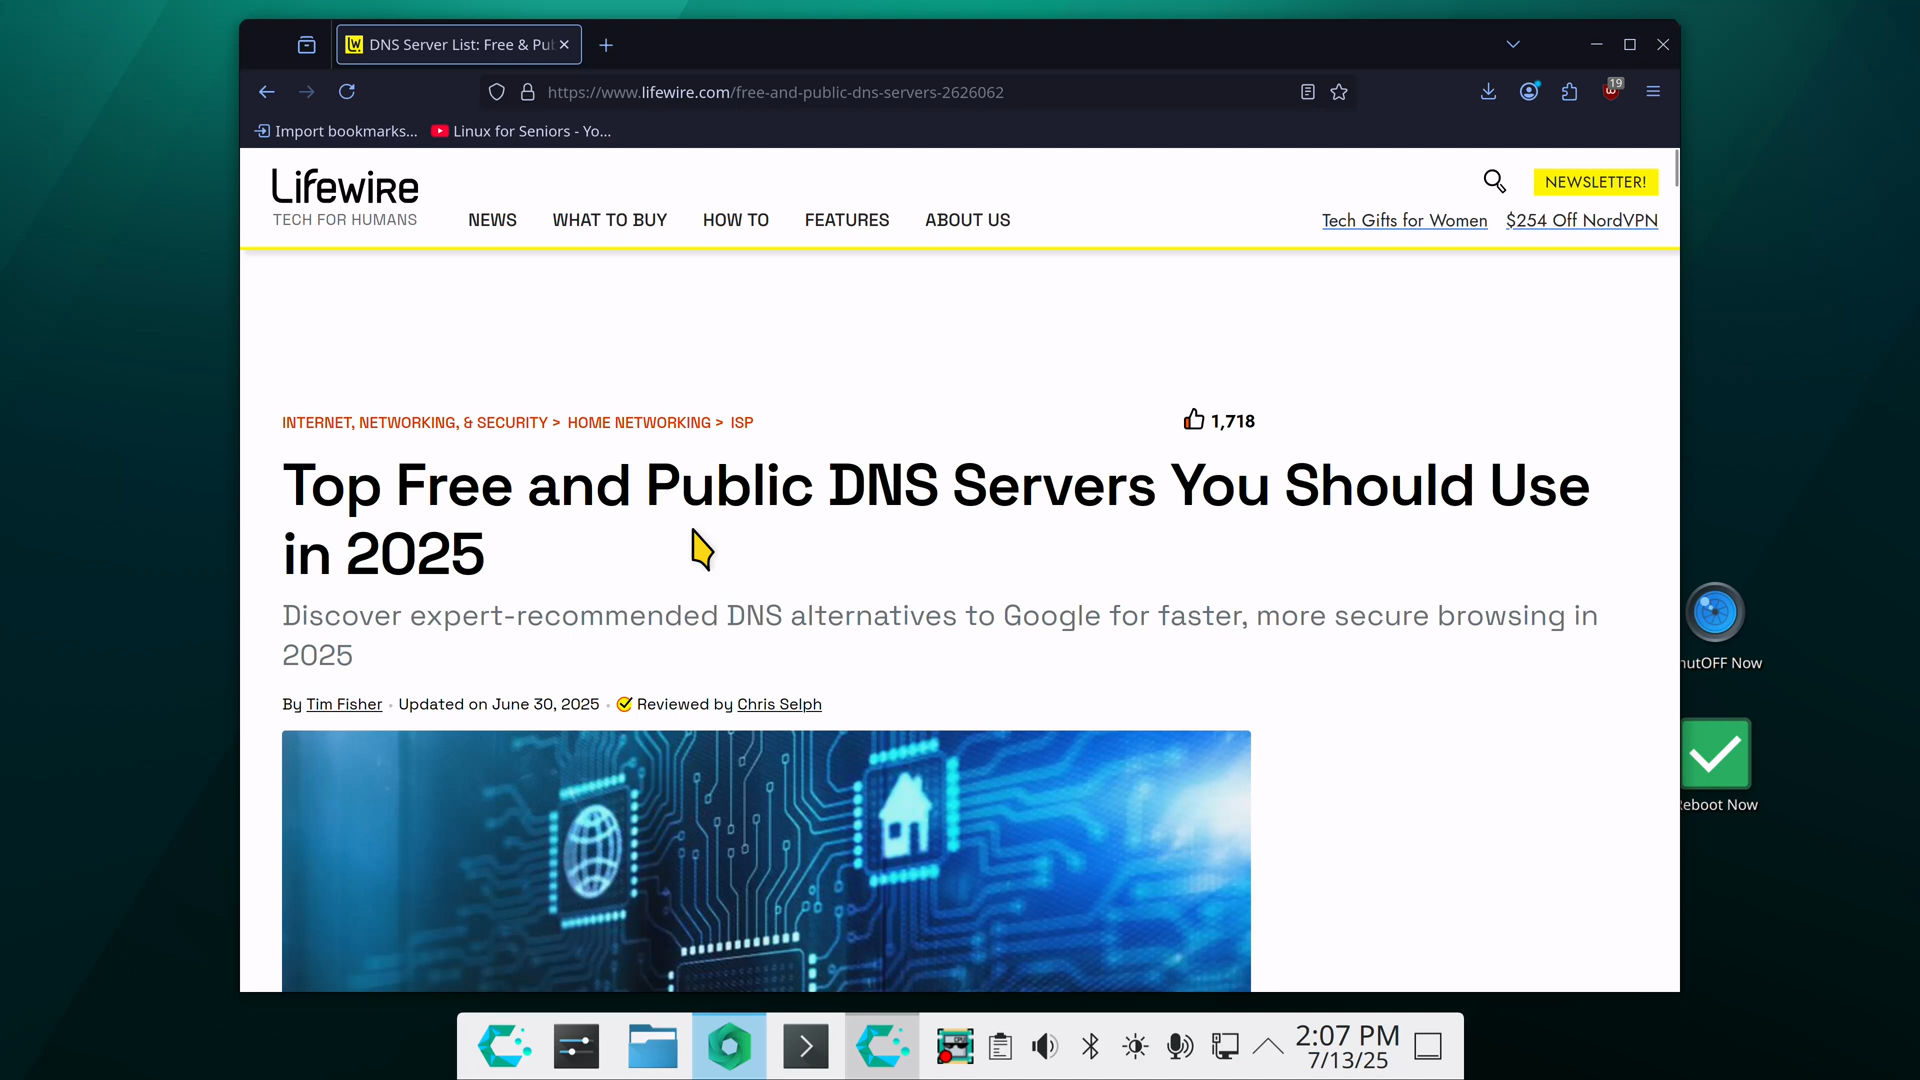 DNS Server List: Free & Pub
https://www.lifewire.com/free-and-public-dns-servers-2626062
19
Import bookmarks...
Linux for Seniors - Yo...
Lifewire
TECH FOR HUMANS
NEWS
WHAT TO BUY
HOW TO
FEATURES
ABOUT US
NEWSLETTER!
Tech Gifts for Women
$254 Off NordVPN
INTERNET, NETWORKING, & SECURITY > HOME NETWORKING > ISP
1,718
Top Free and Public DNS Servers You Should Use
in 2025
Discover expert-recommended DNS alternatives to Google for faster, more secure browsing in
2025
By Tim Fisher • Updated on June 30, 2025 • Reviewed by Chris Selph
hutOFF Now
eboot Now
2:07 PM
7/13/25